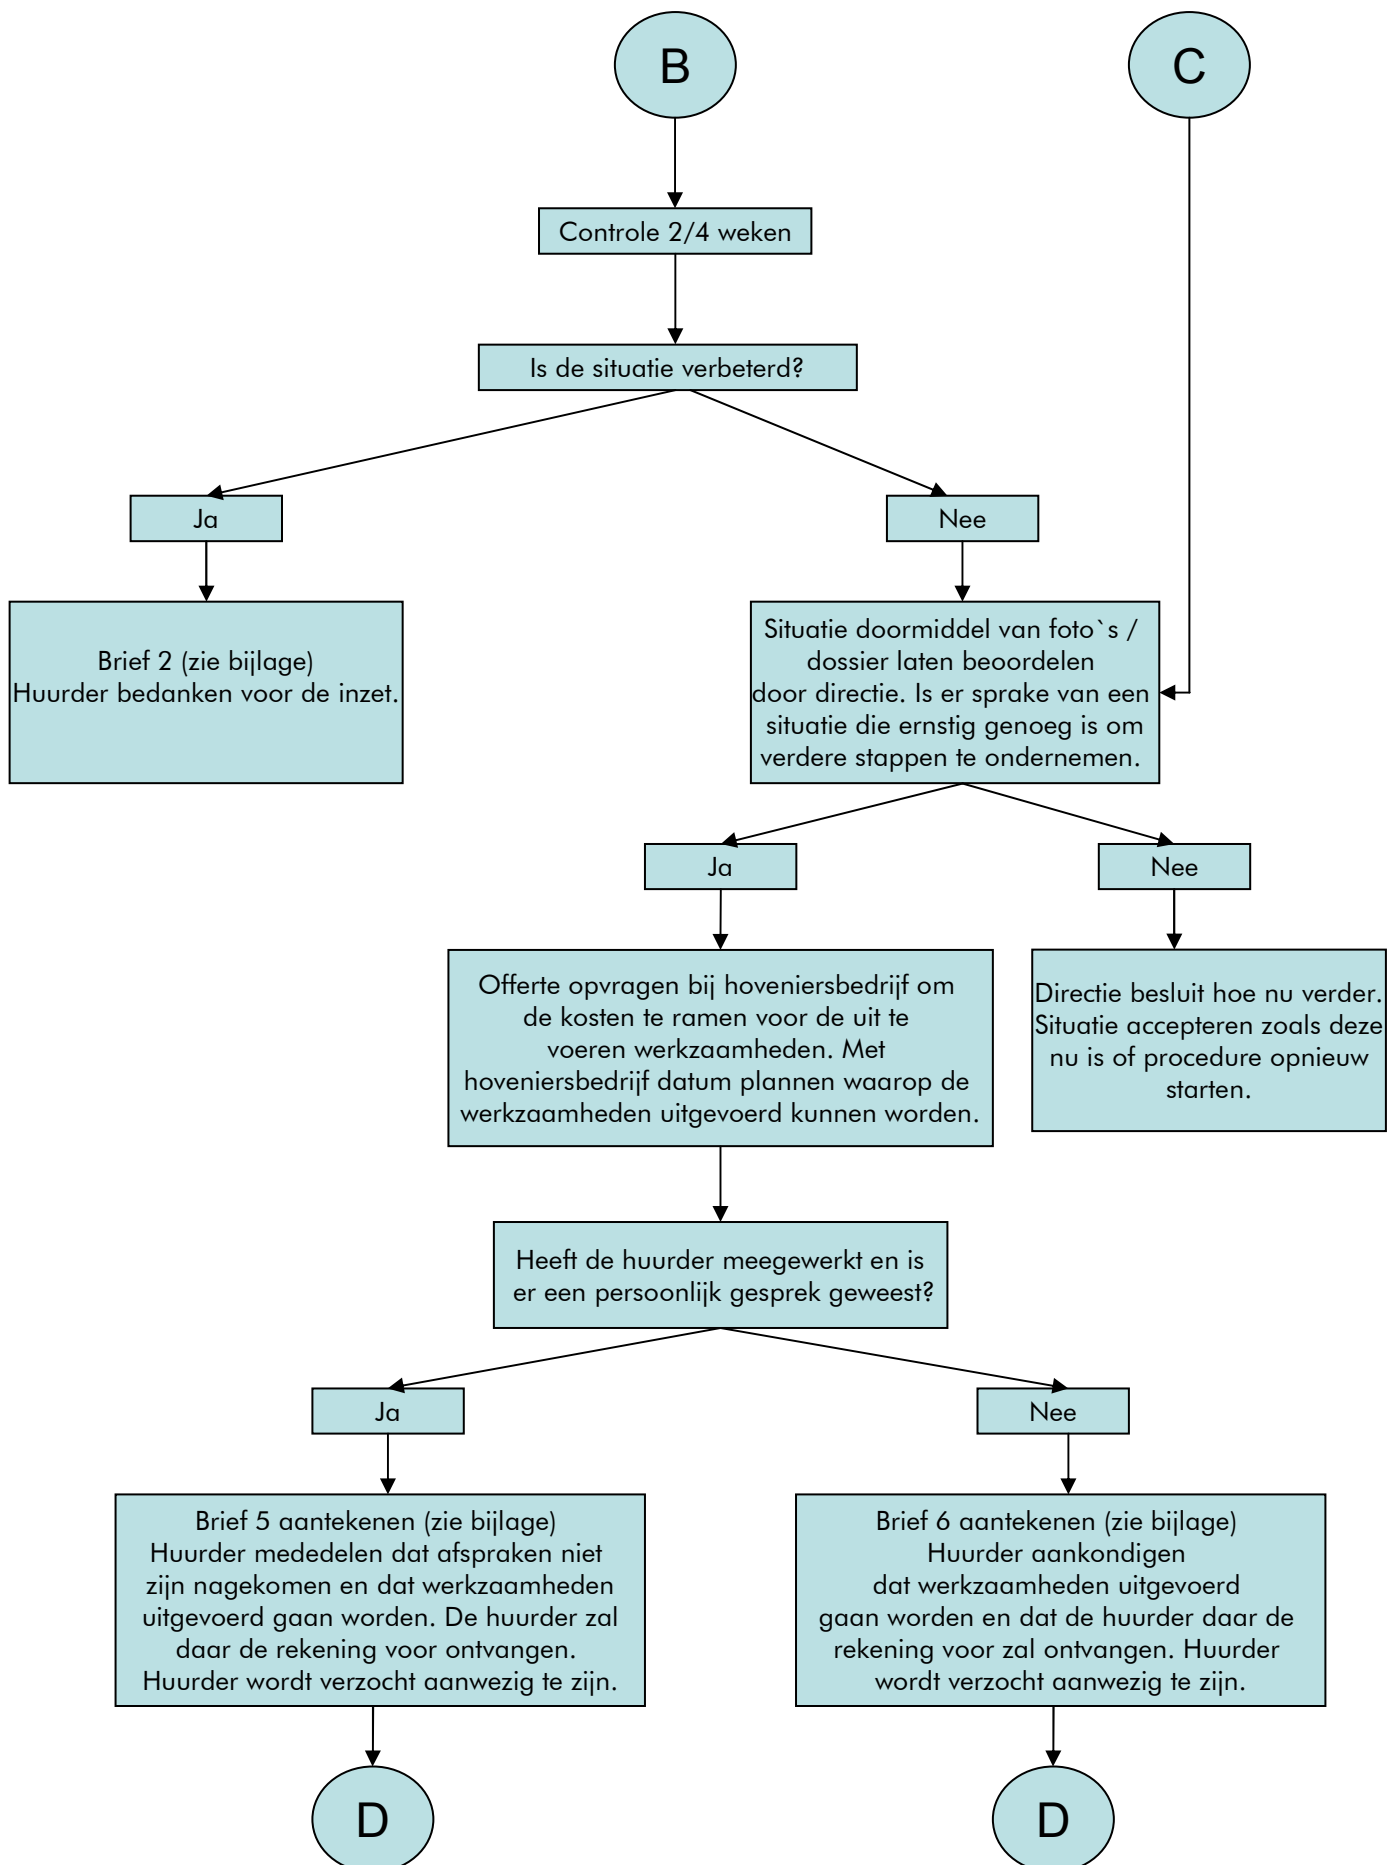 B
C
Controle 2/4 weken
Is de situatie verbeterd?
Ja
Nee
Brief 2 (zie bijlage)
Huurder bedanken voor de inzet.
Situatie doormiddel van foto`s /
dossier laten beoordelen
door directie. Is er sprake van een
situatie die ernstig genoeg is om
verdere stappen te ondernemen.
Ja
Nee
Offerte opvragen bij hoveniersbedrijf om
de kosten te ramen voor de uit te
voeren werkzaamheden. Met
hoveniersbedrijf datum plannen waarop de
werkzaamheden uitgevoerd kunnen worden.
Directie besluit hoe nu verder.
Situatie accepteren zoals deze
nu is of procedure opnieuw
starten.
Heeft de huurder meegewerkt en is
er een persoonlijk gesprek geweest?
Ja
Nee
Brief 5 aantekenen (zie bijlage)
Huurder mededelen dat afspraken niet
zijn nagekomen en dat werkzaamheden
uitgevoerd gaan worden. De huurder zal
daar de rekening voor ontvangen.
Huurder wordt verzocht aanwezig te zijn.
Brief 6 aantekenen (zie bijlage)
Huurder aankondigen
dat werkzaamheden uitgevoerd
gaan worden en dat de huurder daar de
rekening voor zal ontvangen. Huurder
wordt verzocht aanwezig te zijn.
D
D